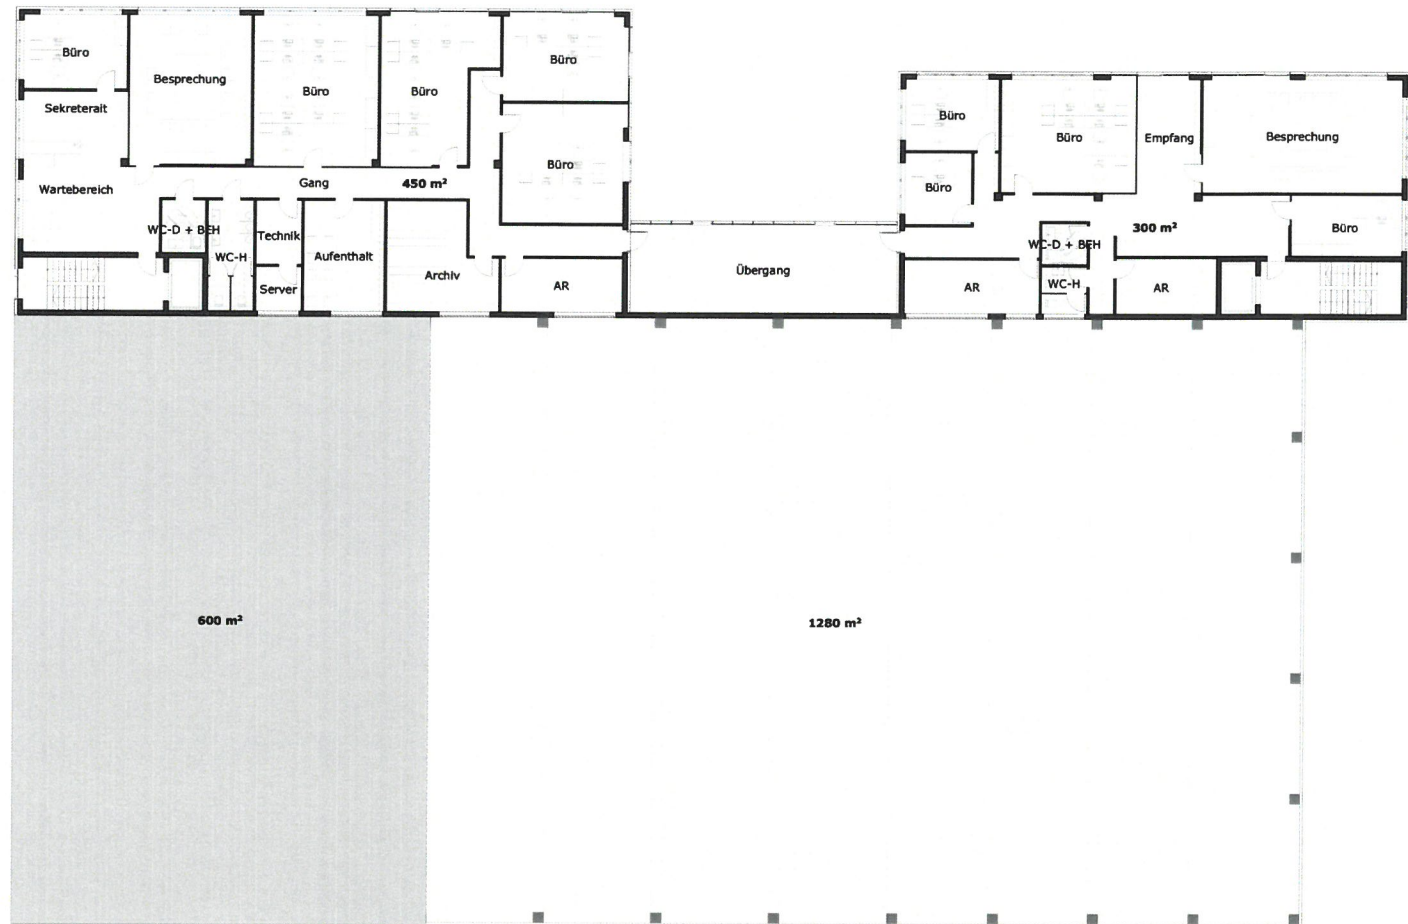 Büro
Besprechung
Büro
Büro
Büro
Sekreterait
Büro
Wartebereich
Gang
450 m²
WC-D + BEH
WC-H
Technik
Server
Aufenthalt
Archiv
AR
Übergang
Büro
Büro
Empfang
Besprechung
Büro
300 m²
Büro
WC-D + BEH
WC-H
AR
AR
600 m²
1280 m²